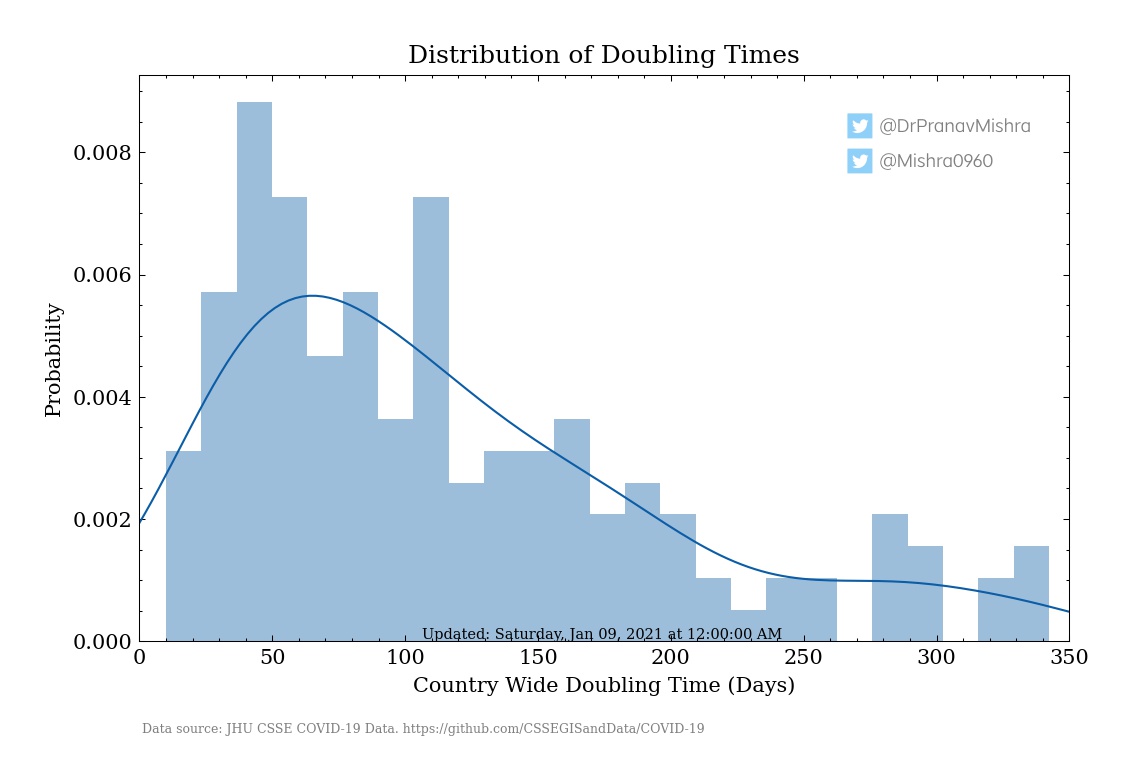 Distribution of Doubling Times
@DrPranavMishra
@Mishra0960
Probability
0.008
0.006
0.004
0.002
0.000
Updated: Saturday, Jan 09, 2021 at 12:00:00 AM
0 50 100 150 200 250 300 350
Country Wide Doubling Time (Days)
Data source: JHU CSSE COVID-19 Data. https://github.com/CSSEGISandData/COVID-19